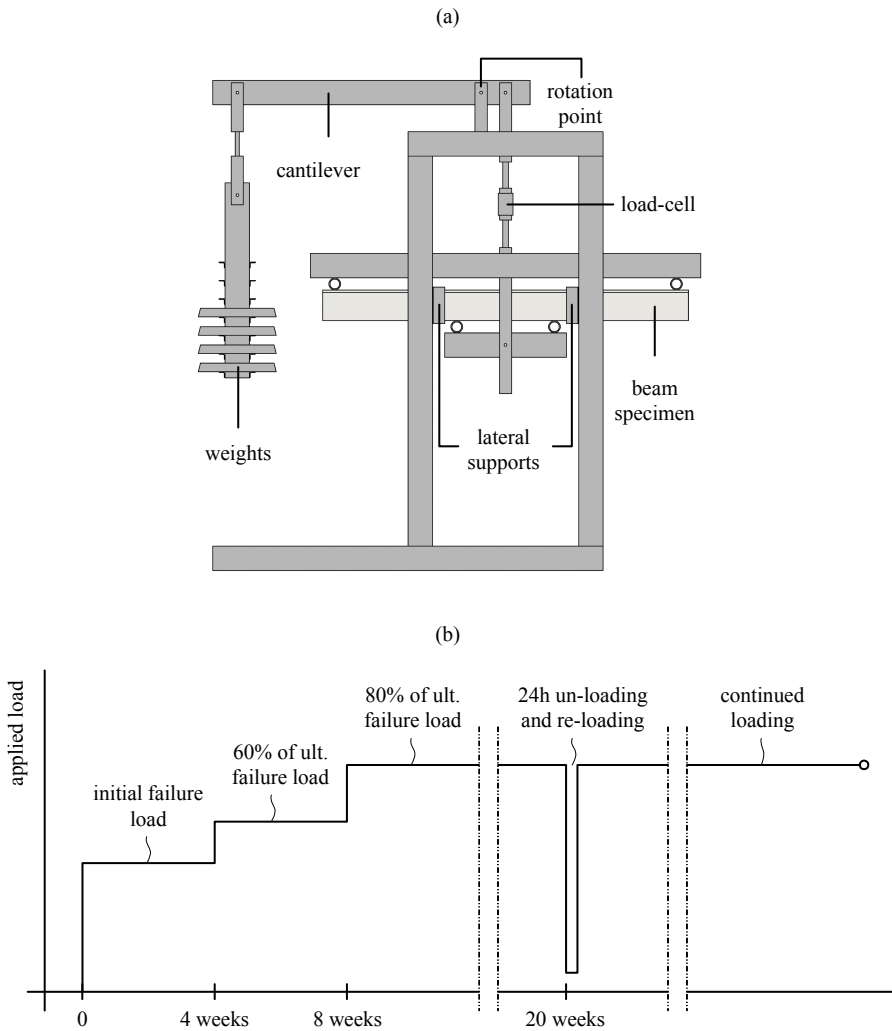 (a)
rotation
point
cantilever
load-cell
beam
specimen
lateral
supports
weights
(b)
applied load
initial failure
load
60% of ult.
failure load
80% of ult.
failure load
24h un-loading
and re-loading
continued
loading
0
4 weeks
8 weeks
20 weeks